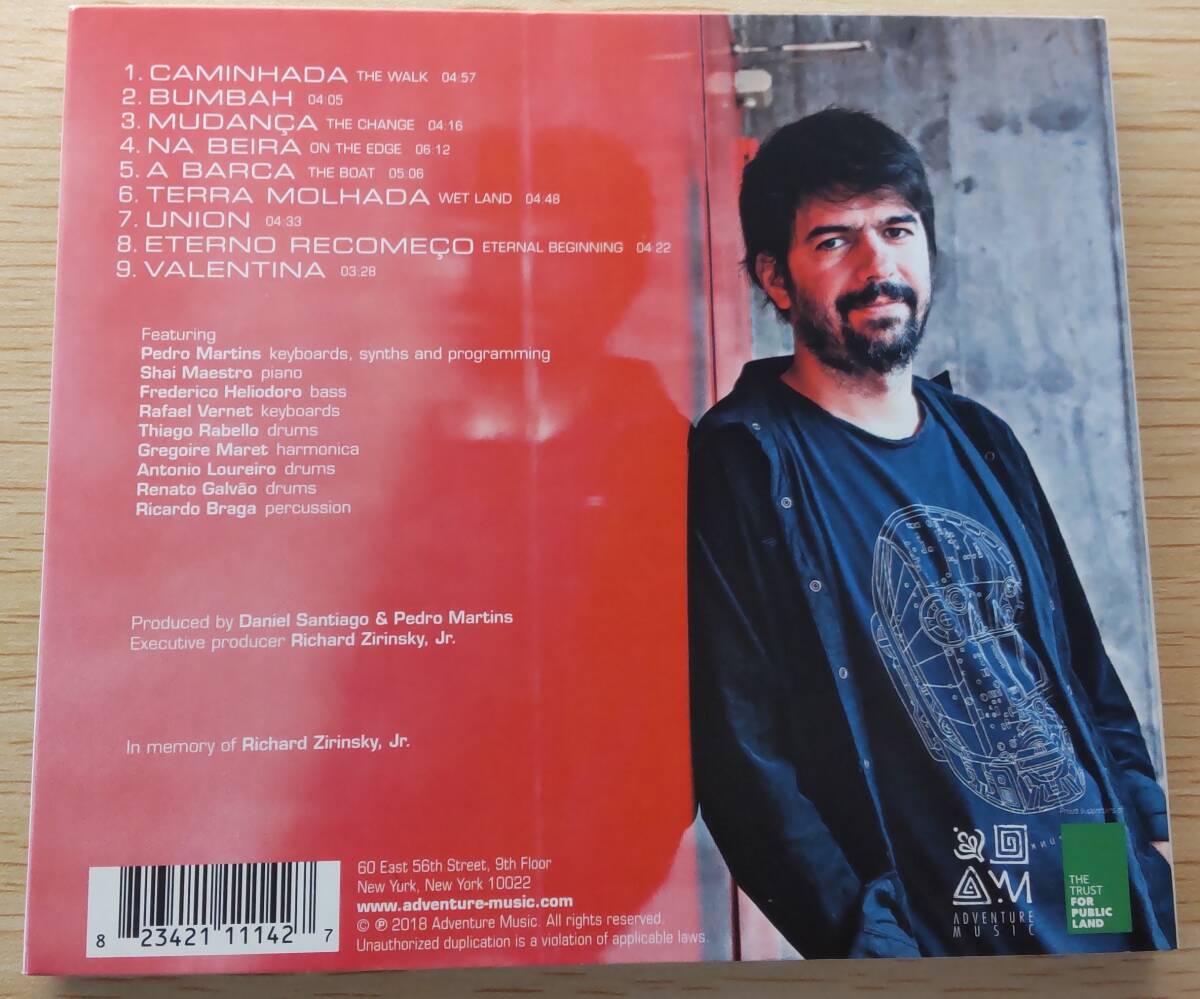 1. CAMINHADA THE WALK 04:57
2. BUMBAH 04:05
3. MUDANÇA THE CHANGE 04:16
4. NA BEIRA ON THE EDGE 06:12
5. A BARCA THE BOAT 05:06
6. TERRA MOLHADA WET LAND 04:48
7. UNION 04:33
8. ETERNO RECOMEÇO ETERNAL BEGINNING 04:22
9. VALENTINA 03:28
Featuring
Pedro Martins keyboards, synths and programming
Shai Maestro piano
Frederico Heliodoro bass
Rafael Vernet keyboards
Thiago Rabello drums
Gregoire Maret harmonica
Antonio Loureiro drums
Renato Galvão drums
Ricardo Braga percussion
Produced by Daniel Santiago & Pedro Martins
Executive producer Richard Zirinsky, Jr.
In memory of Richard Zirinsky, Jr.
8 23421 11142 7
60 East 56th Street, 9th Floor
New Yurk, New York 10022
www.adventure-music.com
© ℗ 2018 Adventure Music. All rights reserved.
Unauthorized duplication is a violation of applicable laws.
ADVENTURE
MUSIC
THE
TRUST
FOR
PUBLIC
LAND